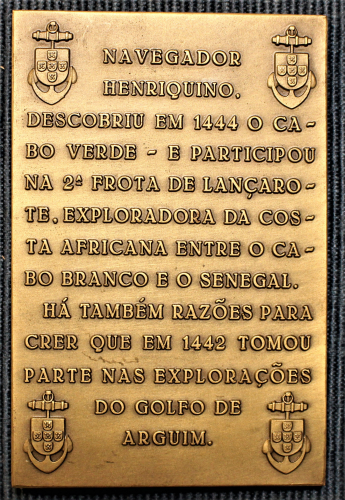 NAVEGADOR
HENRIQUINO,
DESCOBRIU EM 1444 O CA-
BO VERDE - E PARTICIPOU
NA 2ª FROTA DE LANÇARO-
TE, EXPLORADORA DA COS-
TA AFRICANA ENTRE O CA-
BO BRANCO E O SENEGAL.
HÁ TAMBÉM RAZÕES PARA
CRER QUE EM 1442 TOMOU
PARTE NAS EXPLORAÇÕES
DO GOLFO DE
ARGUIM.